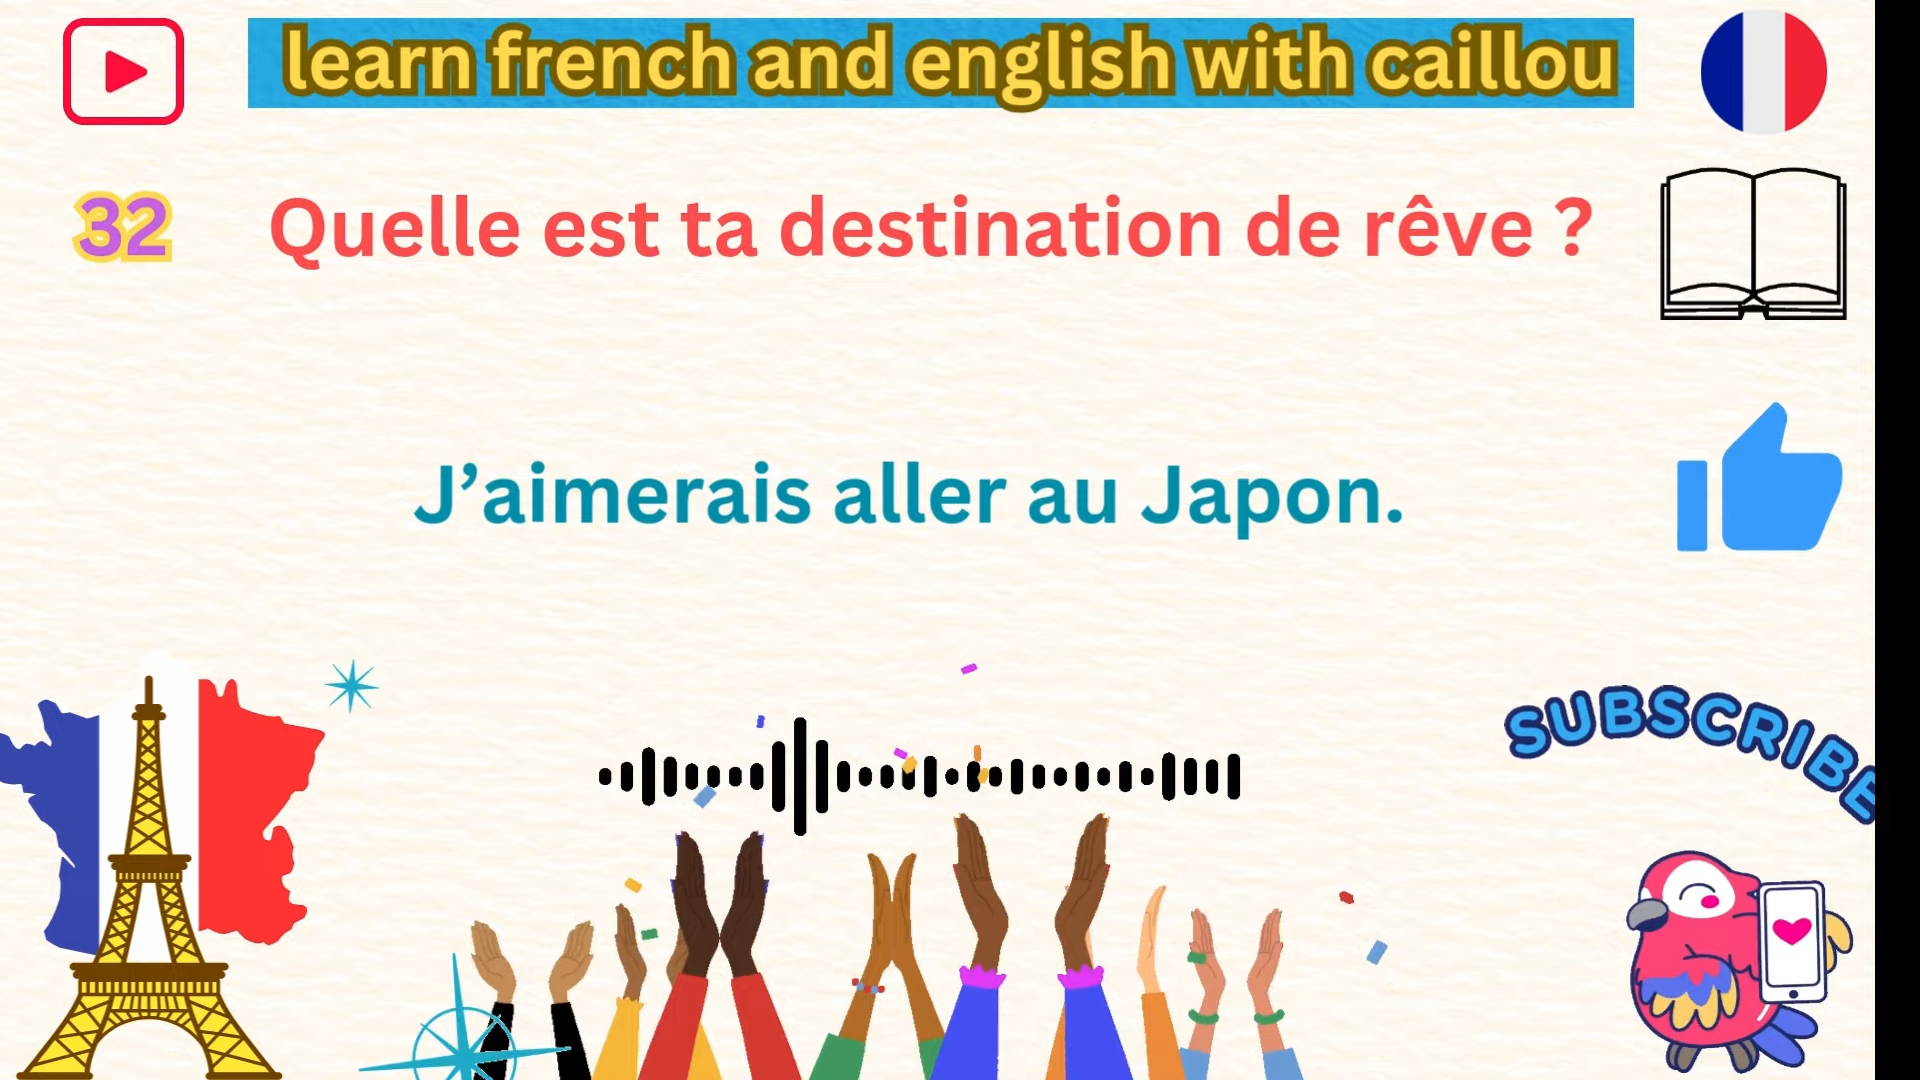 learn french and english with caillou
32
Quelle est ta destination de rêve ?
J’aimerais aller au Japon.
SUBSCRIBE